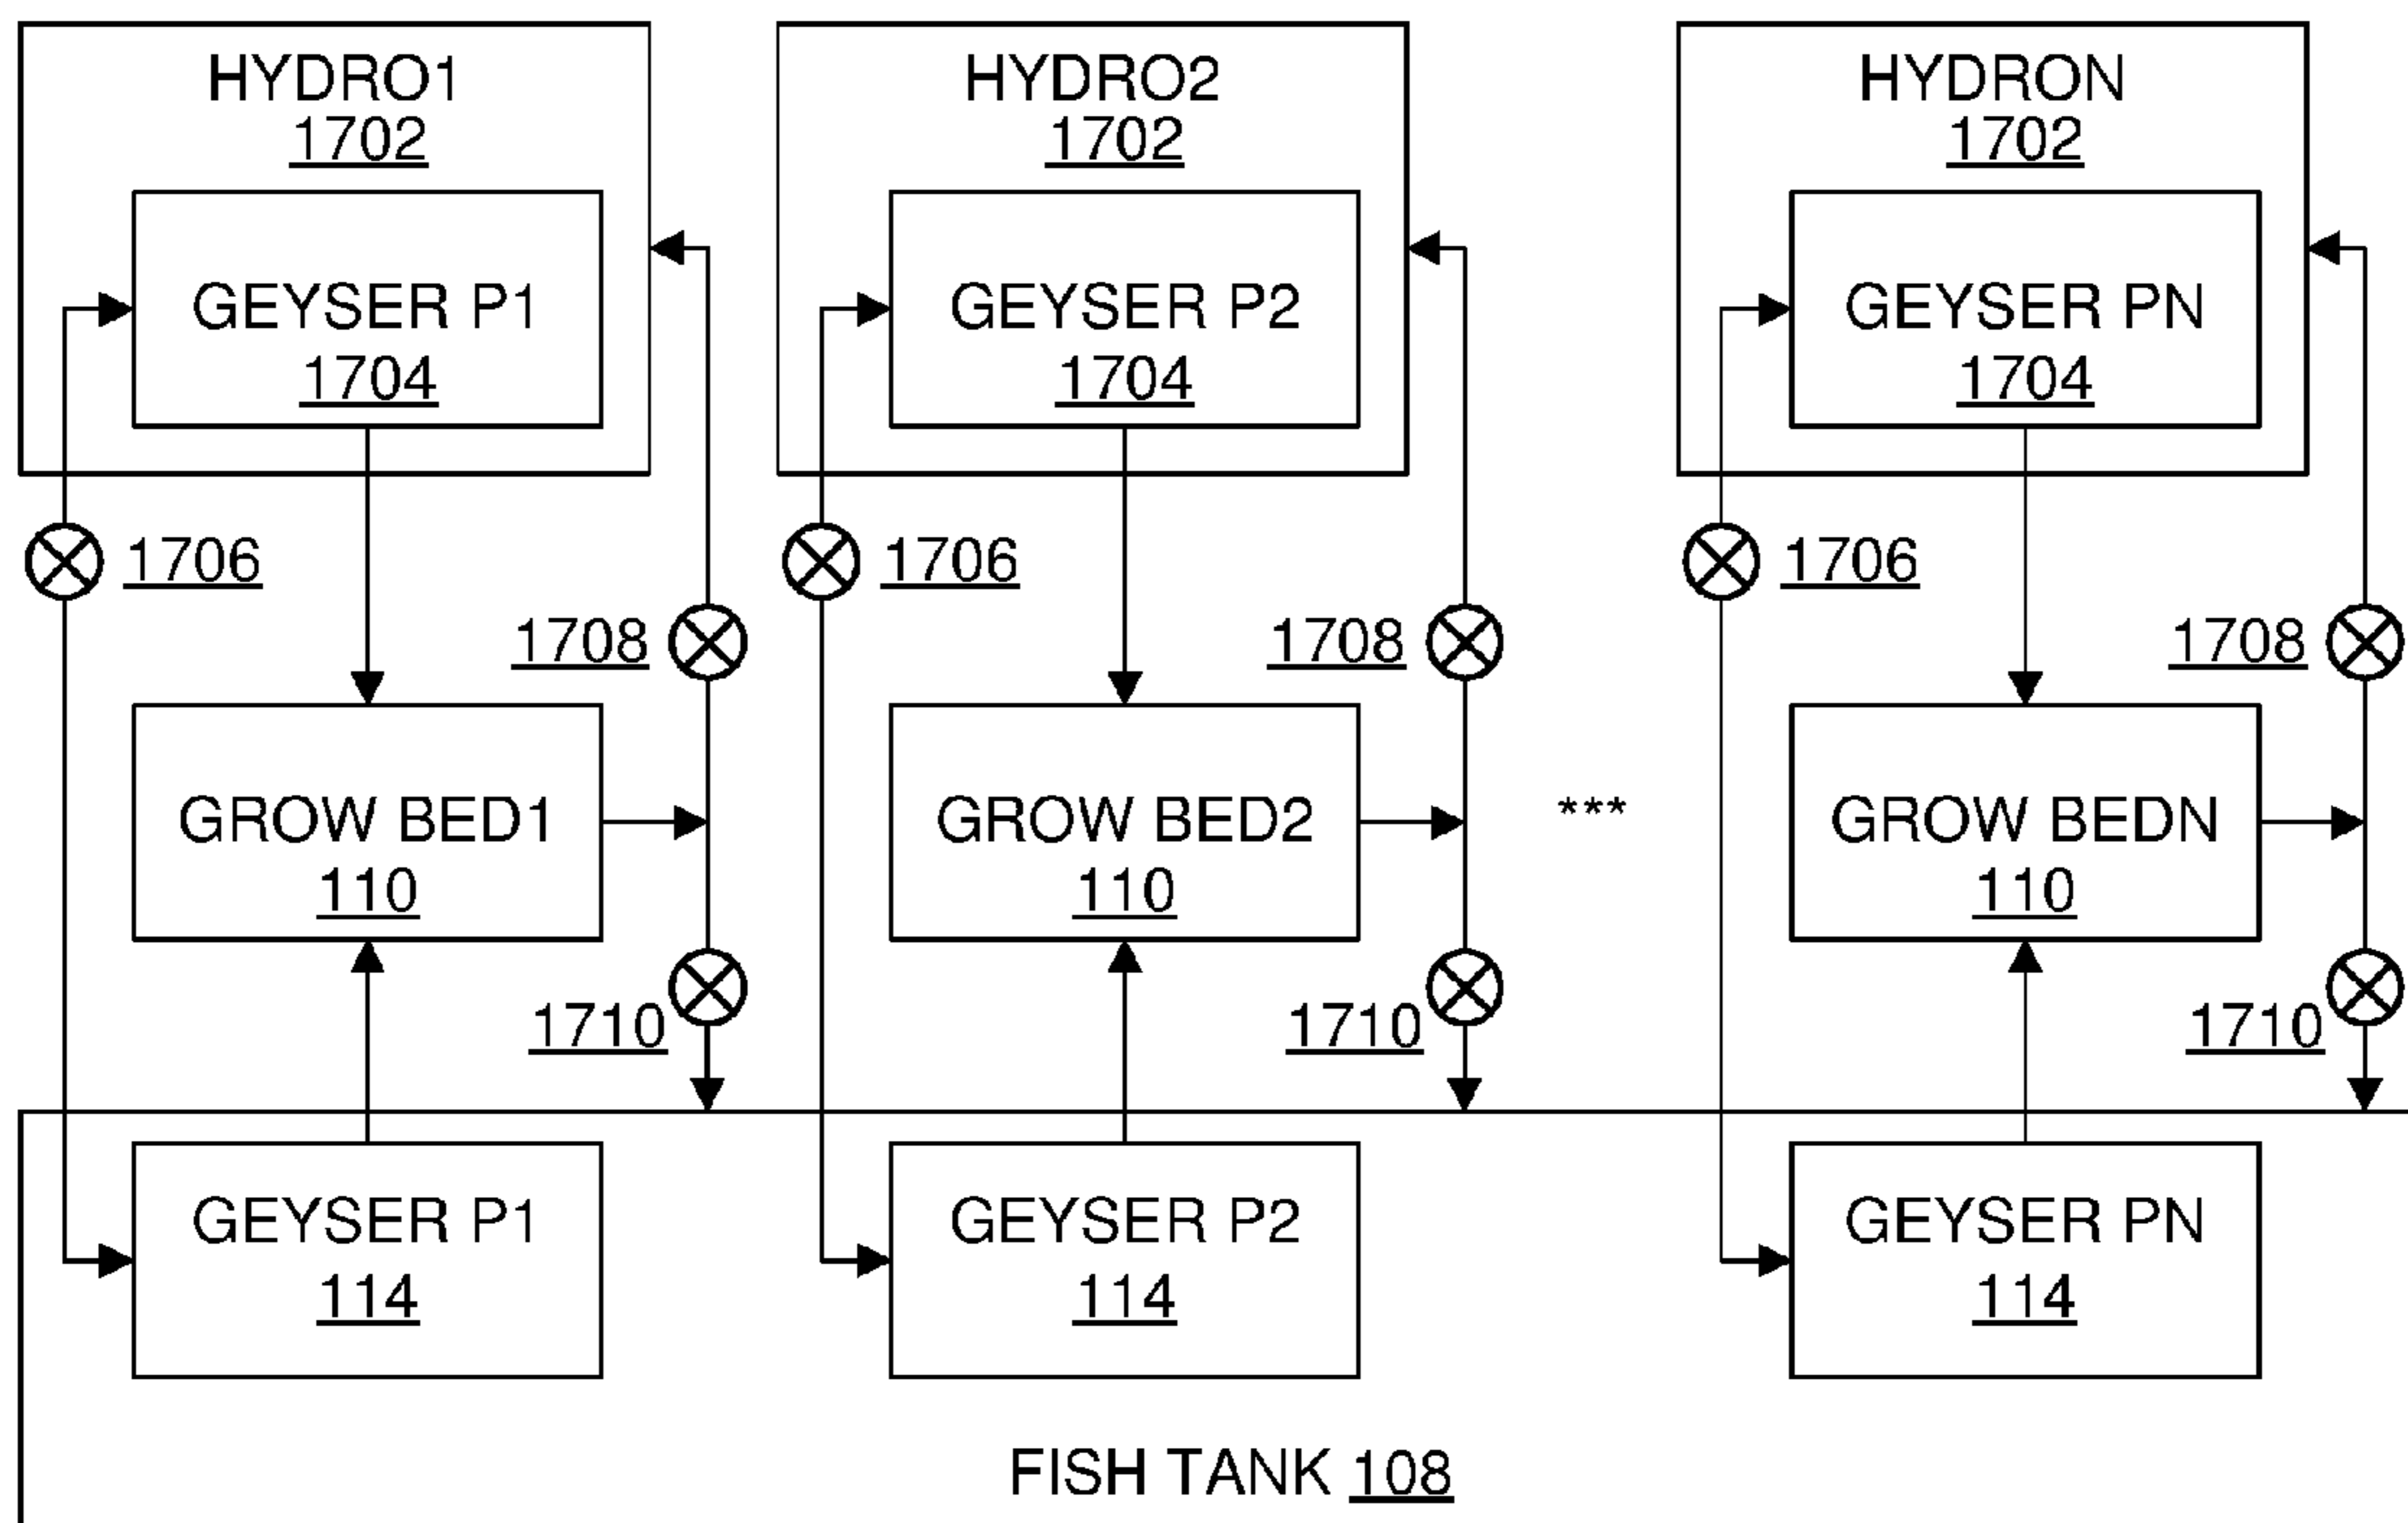 HYDRO1
1702
HYDRO2
1702
HYDRON
1702
GEYSER P1
1704
GEYSER P2
1704
GEYSER PN
1704
1706
1706
1706
1708
1708
1708
GROW BED1
110
GROW BED2
110
***
GROW BEDN
110
1710
1710
1710
GEYSER P1
114
GEYSER P2
114
GEYSER PN
114
FISH TANK 108